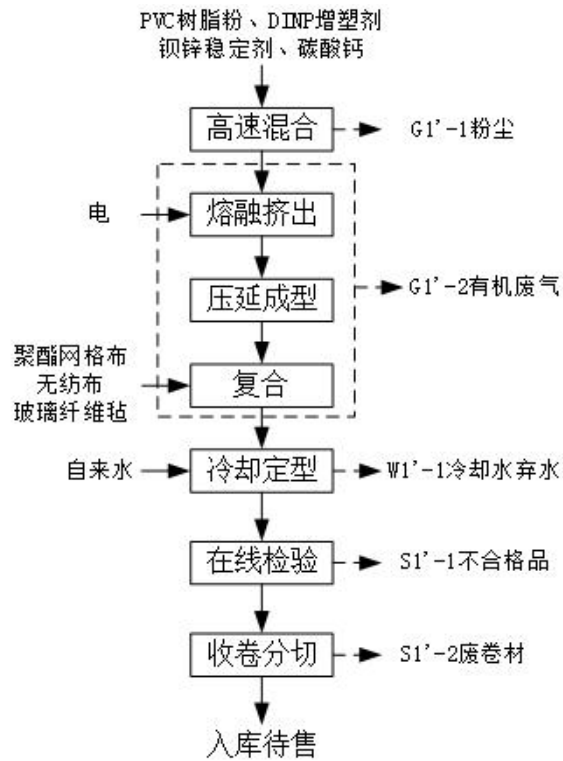 PVC树脂粉、DINP增塑剂
钡锌稳定剂、碳酸钙
高速混合
G1'-1粉尘
电
熔融挤出
压延成型
G1'-2有机废气
聚酯网格布
无纺布
玻璃纤维毡
复合
自来水
冷却定型
W1'-1冷却水弃水
在线检验
S1'-1不合格品
收卷分切
S1'-2废卷材
入库待售